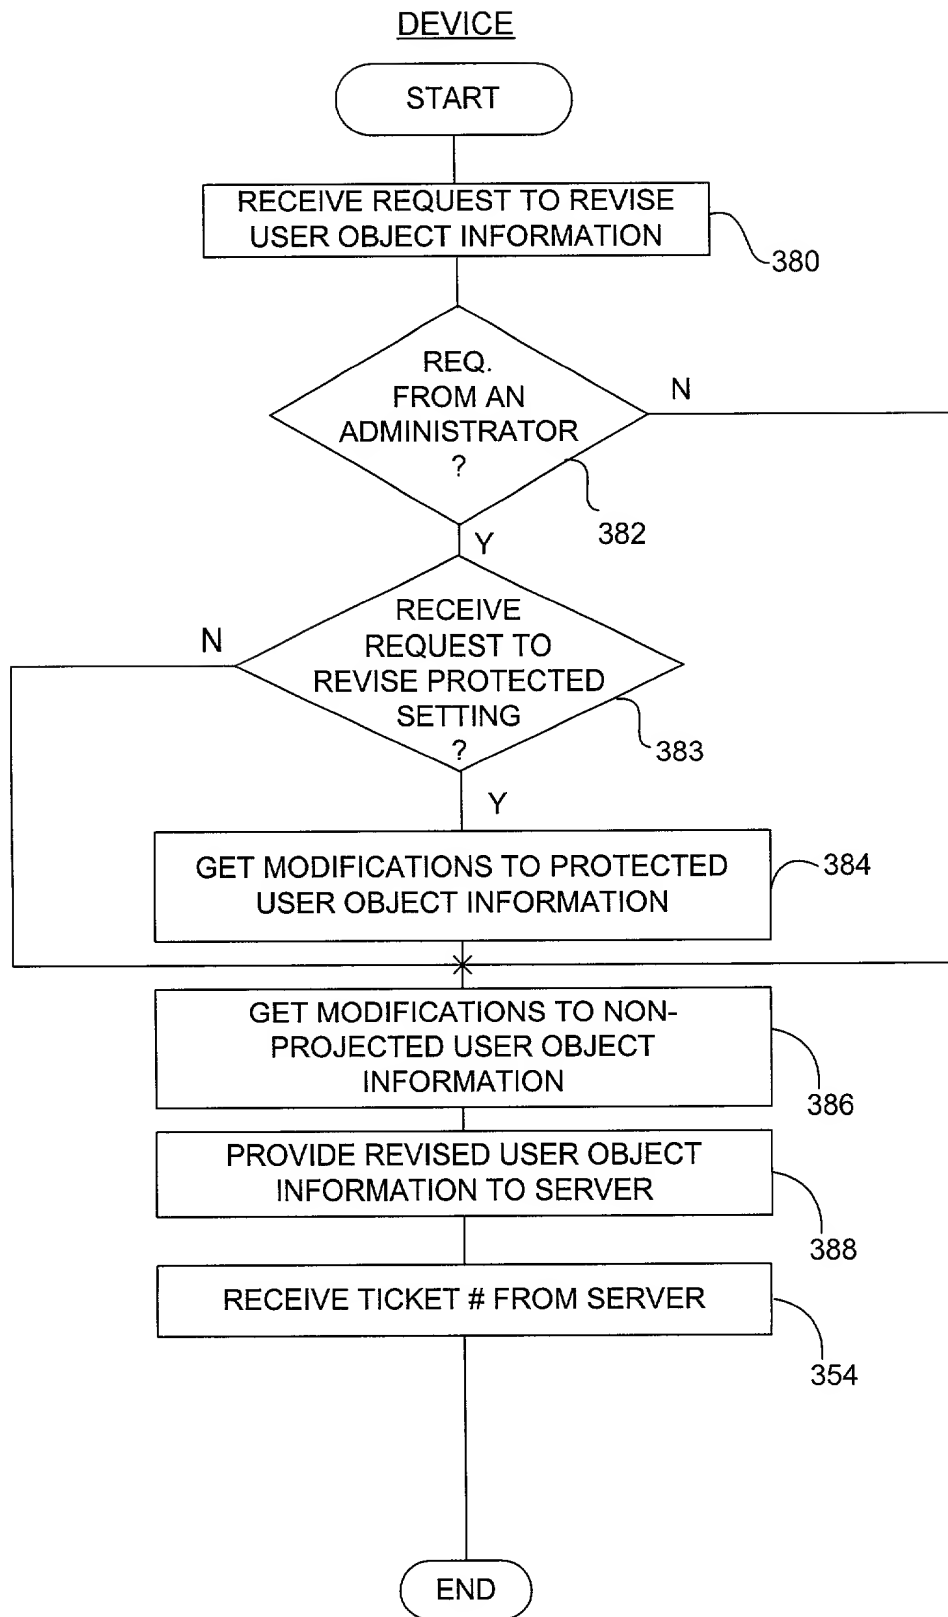 DEVICE
START
RECEIVE REQUEST TO REVISE
USER OBJECT INFORMATION
380
REQ.
FROM AN
ADMINISTRATOR
?
N
382
Y
RECEIVE
REQUEST TO
REVISE PROTECTED
SETTING
?
N
383
Y
GET MODIFICATIONS TO PROTECTED
USER OBJECT INFORMATION
384
GET MODIFICATIONS TO NON-
PROJECTED USER OBJECT
INFORMATION
386
PROVIDE REVISED USER OBJECT
INFORMATION TO SERVER
388
RECEIVE TICKET # FROM SERVER
354
END